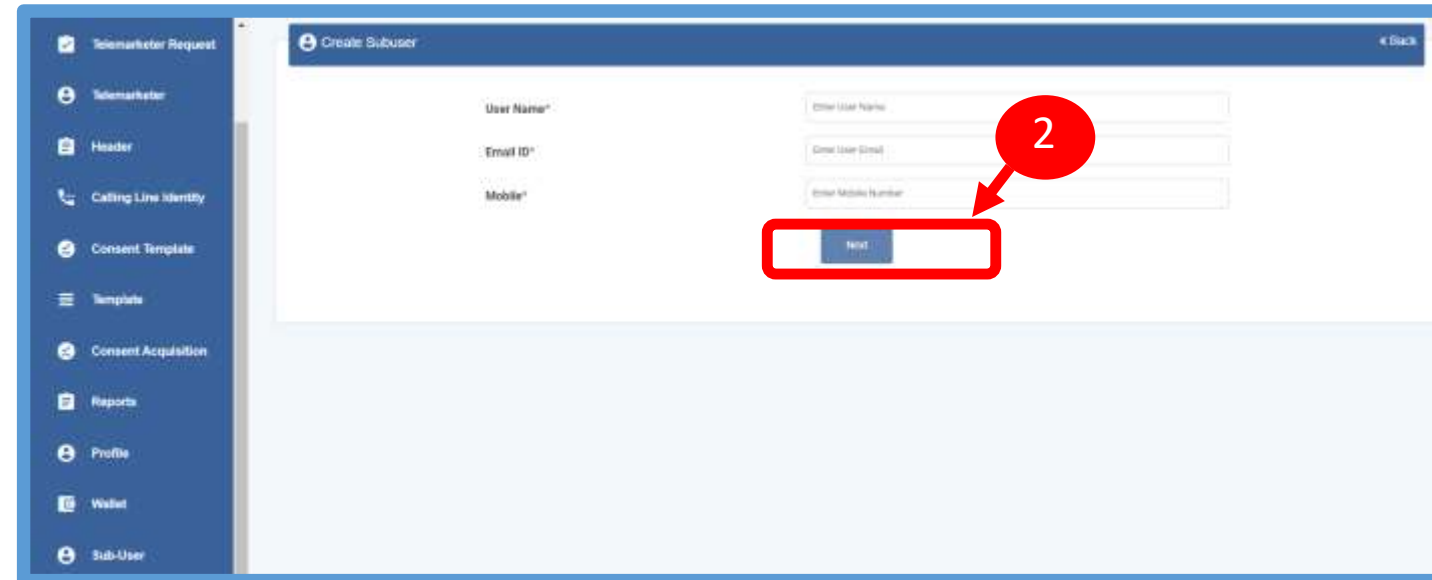 Telemarketer Request
Telemarketer
Header
Calling Line Identity
Consent Template
Template
Consent Acquisition
Reports
Profile
Wallet
Sub-User
Create Subuser
< Back
User Name*
Enter User Name
Email ID*
Enter User Email
Mobile*
Enter Mobile Number
Next
2